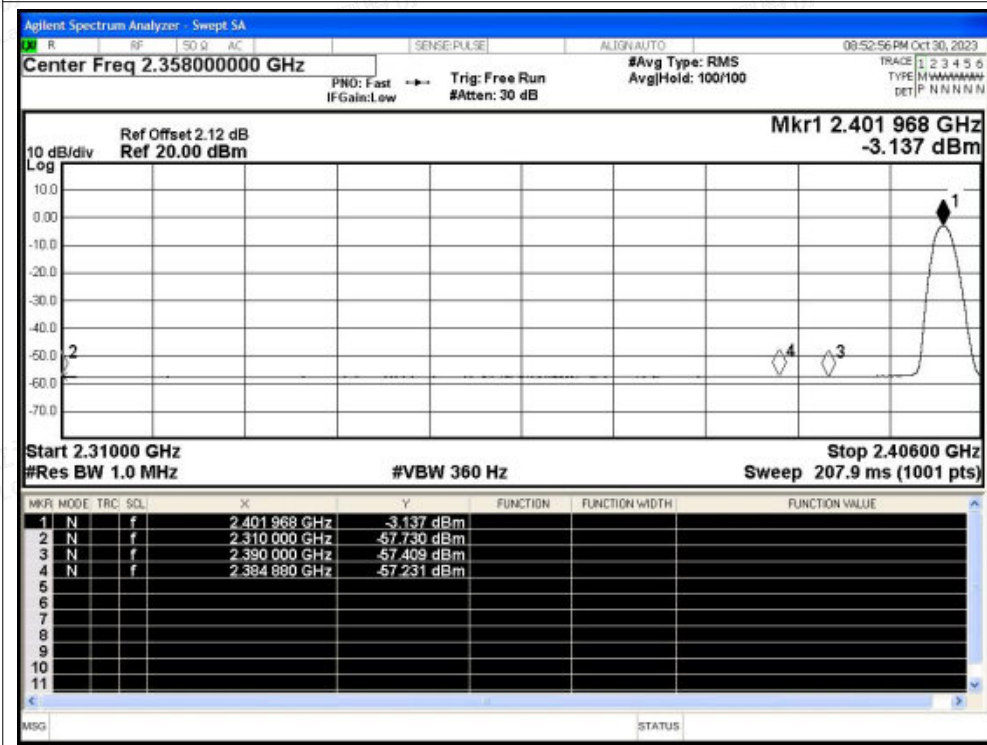 Agilent Spectrum Analyzer - Swept SA
LXI R RF 50 Ω AC SENSE:PULSE ALIGN AUTO 08:52:56 PM Oct 30, 2023
Center Freq 2.358000000 GHz
PNO: Fast
IFGain:Low
Trig: Free Run
#Atten: 30 dB
#Avg Type: RMS
Avg|Hold: 100/100
TRACE 1 2 3 4 5 6
TYPE M
DET P N N N N N
Mkr1 2.401 968 GHz
-3.137 dBm
Ref Offset 2.12 dB
10 dB/div Ref 20.00 dBm
Log
10.0
0.00
-10.0
-20.0
-30.0
-40.0
-50.0
-60.0
-70.0
1
2
4
3
Start 2.31000 GHz Stop 2.40600 GHz
#Res BW 1.0 MHz #VBW 360 Hz Sweep 207.9 ms (1001 pts)
MKR MODE TRC SCL X Y FUNCTION FUNCTION WIDTH FUNCTION VALUE
1 N f 2.401 968 GHz -3.137 dBm
2 N f 2.310 000 GHz -57.730 dBm
3 N f 2.390 000 GHz -57.409 dBm
4 N f 2.384 880 GHz -57.231 dBm
5
6
7
8
9
10
11
MSG STATUS